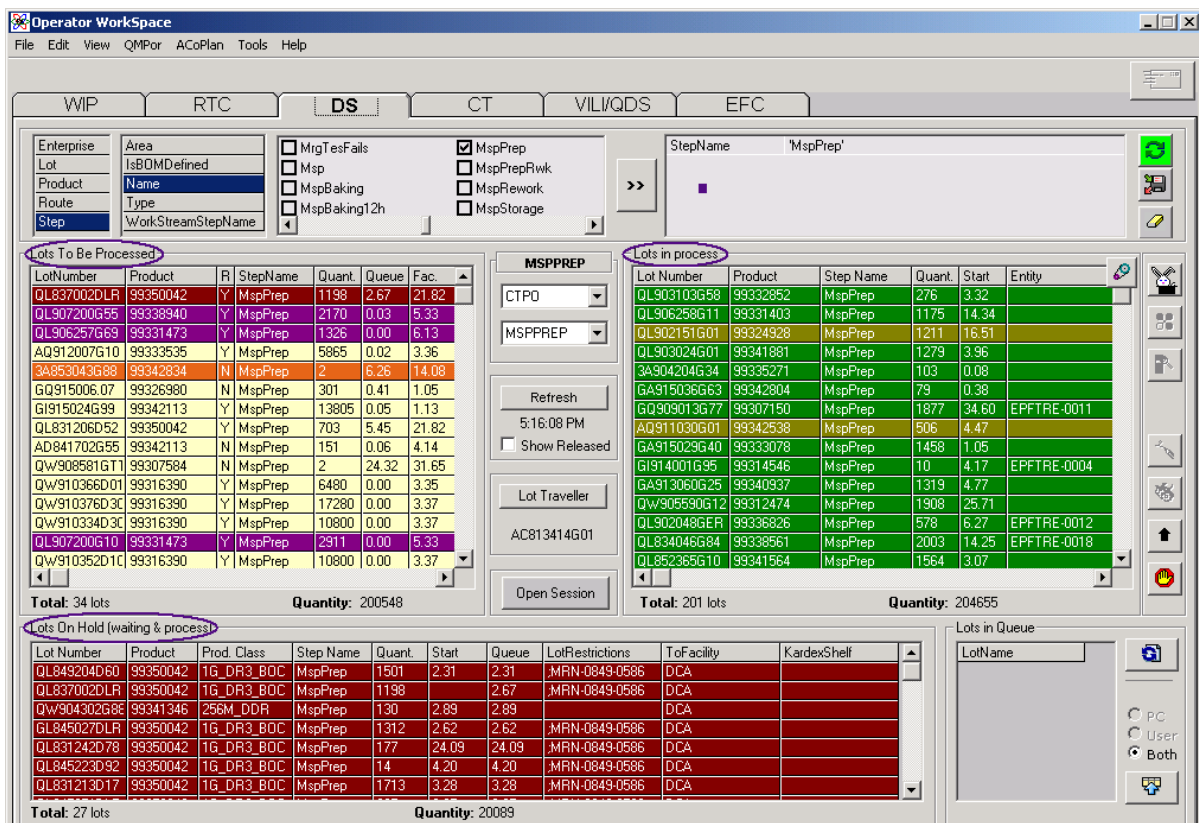 Operator WorkSpace
File Edit View QMPor ACoPlan Tools Help
WIP RTC DS CT VILI/QDS EFC
Enterprise
Lot
Product
Route
Step
Area
IsBOMDefined
Name
Type
WorkStreamStepName
MrgTesFails MspPrep
Msp MspPrepRwk
MspBaking MspRework
MspBaking12h MspStorage
>>
StepName 'MspPrep'
Lots To Be Processed
LotNumber Product R StepName Quant. Queue Fac.
QL837002DLR 99350042 Y MspPrep 1198 2.67 21.82
QL907200G55 99338940 Y MspPrep 2170 0.03 5.33
QL906257G69 99331473 Y MspPrep 1326 0.00 6.13
AQ912007G10 99333535 Y MspPrep 5865 0.02 3.36
3A853043G88 99342834 N MspPrep 2 6.26 14.08
GQ915006.07 99326980 N MspPrep 301 0.41 1.05
GI915024G99 99342113 Y MspPrep 13805 0.05 1.13
QL831206D52 99350042 Y MspPrep 703 5.45 21.82
AD841702G55 99342113 N MspPrep 151 0.06 4.14
QW908581GT1 99307584 N MspPrep 2 24.32 31.65
QW910366D01 99316390 Y MspPrep 6480 0.00 3.35
QW910376D3C 99316390 Y MspPrep 17280 0.00 3.37
QW910334D3C 99316390 Y MspPrep 10800 0.00 3.37
QL907200G10 99331473 Y MspPrep 2911 0.00 5.33
QW910352D1C 99316390 Y MspPrep 10800 0.00 3.37
Total: 34 lots Quantity: 200548
MSPPREP
CTPO
MSPPREP
Refresh
5:16:08 PM
Show Released
Lot Traveller
AC813414G01
Open Session
Lots in process
Lot Number Product Step Name Quant. Start Entity
QL903103G58 99332852 MspPrep 276 3.32
QL906258G11 99331403 MspPrep 1175 14.34
QL902151G01 99324928 MspPrep 1211 16.51
QL903024G01 99341881 MspPrep 1279 3.96
3A904204G34 99335271 MspPrep 103 0.08
GA915036G63 99342804 MspPrep 79 0.38
GQ909013G77 99307150 MspPrep 1877 34.60 EPFTRE-0011
AQ911030G01 99342538 MspPrep 506 4.47
GA915029G40 99333078 MspPrep 1458 1.05
GI914001G95 99314546 MspPrep 10 4.17 EPFTRE-0004
GA913060G25 99340937 MspPrep 1319 4.77
QW905590G12 99312474 MspPrep 1908 25.71
QL902048GER 99336826 MspPrep 578 6.27 EPFTRE-0012
QL834046G84 99338561 MspPrep 2003 14.25 EPFTRE-0018
QL852365G10 99341564 MspPrep 1564 3.07
Total: 201 lots Quantity: 204655
Lots On Hold (waiting & process)
Lot Number Product Prod. Class Step Name Quant. Start Queue LotRestrictions ToFacility KardexShelf
QL849204D60 99350042 1G_DR3_BOC MspPrep 1501 2.31 2.31 ;MRN-0849-0586 DCA
QL837002DLR 99350042 1G_DR3_BOC MspPrep 1198 2.67 ;MRN-0849-0586 DCA
QW904302G8E 99341346 256M_DDR MspPrep 130 2.89 2.89 DCA
GL845027DLR 99350042 1G_DR3_BOC MspPrep 1312 2.62 2.62 ;MRN-0849-0586 DCA
QL831242D78 99350042 1G_DR3_BOC MspPrep 177 24.09 24.09 ;MRN-0849-0586 DCA
QL845223D92 99350042 1G_DR3_BOC MspPrep 14 4.20 4.20 ;MRN-0849-0586 DCA
QL831213D17 99350042 1G_DR3_BOC MspPrep 1713 3.28 3.28 ;MRN-0849-0586 DCA
Total: 27 lots Quantity: 20089
Lots in Queue
LotName
PC
User
Both